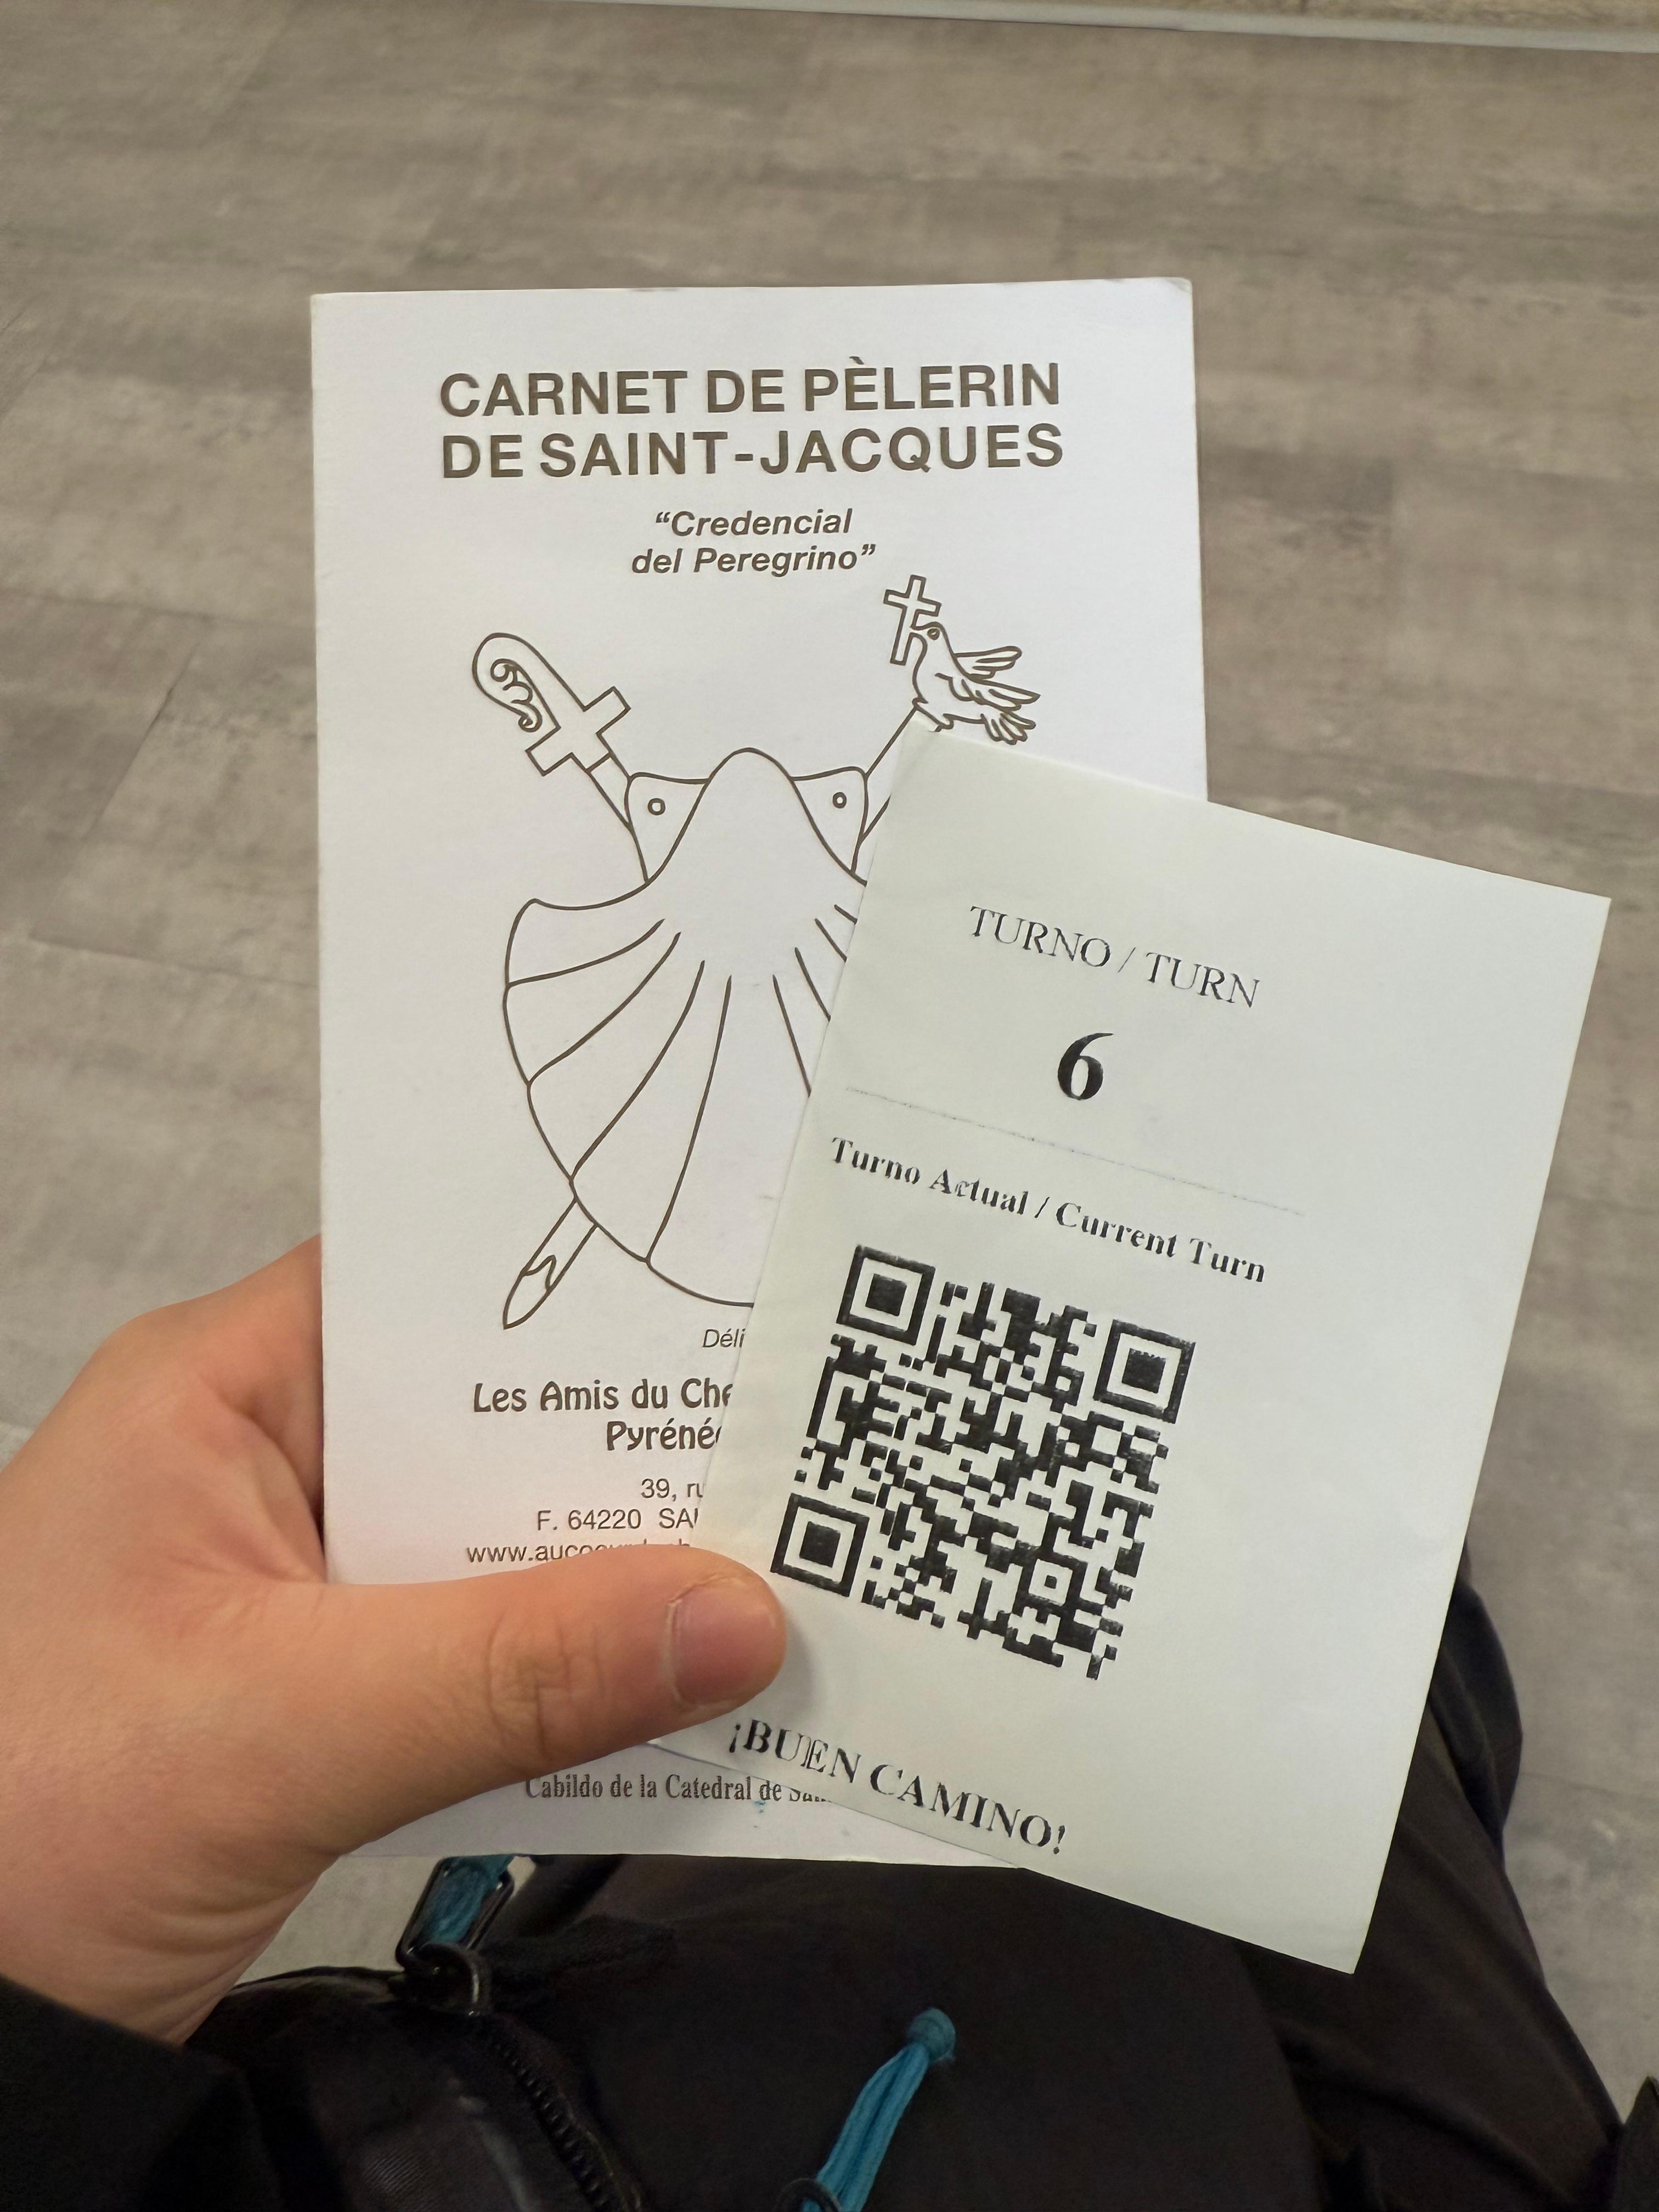 CARNET DE PÈLERIN
DE SAINT-JACQUES
“Credencial
del Peregrino”
Les Amis du
39,
F. 64220
Cabildo de la Catedral de
TURNO / TURN
6
Turno Actual / Current Turn
¡BUEN CAMINO!